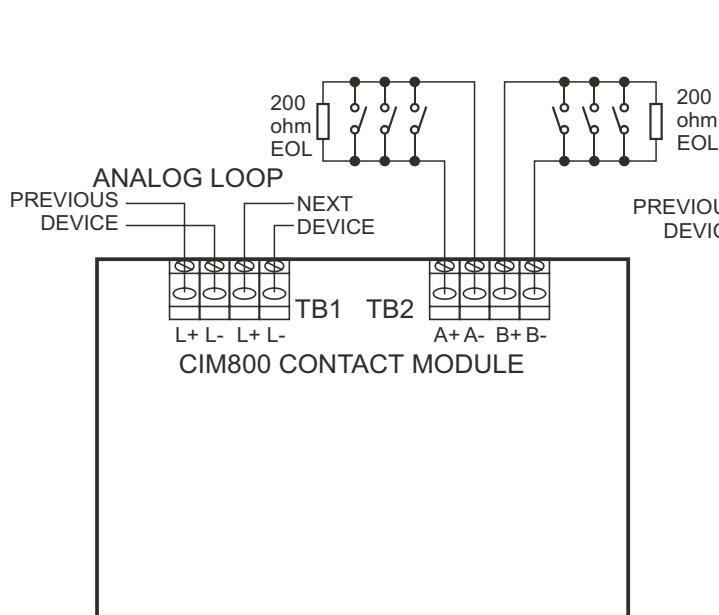 200
ohm
EOL
200
ohm
EOL
ANALOG LOOP
PREVIOUS
DEVICE
NEXT
DEVICE
TB1
TB2
L+ L- L+ L-
A+ A- B+ B-
CIM800 CONTACT MODULE